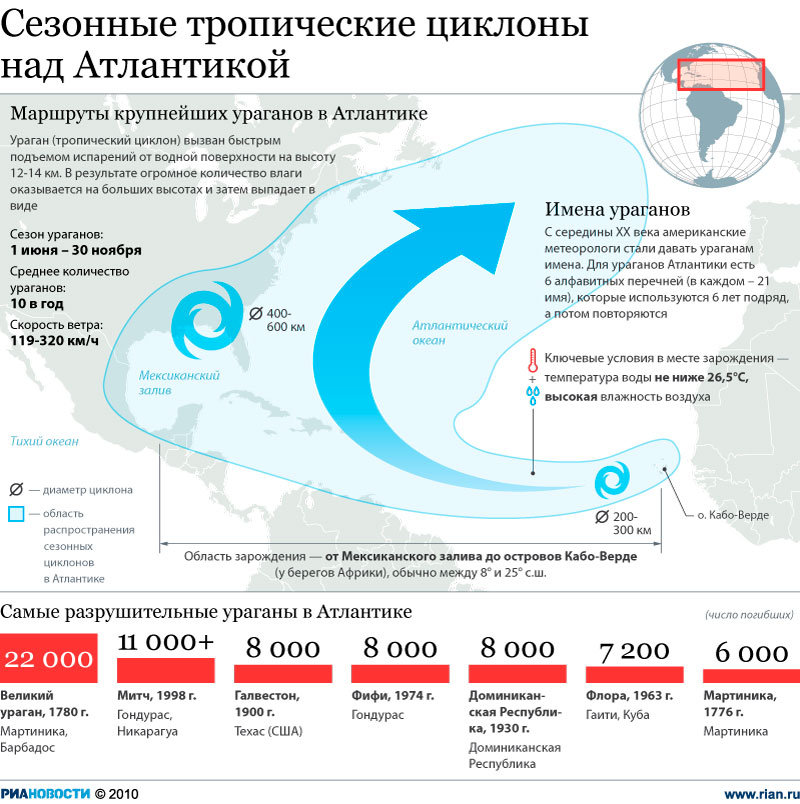 Сезонные тропические циклоны
над Атлантикой
Маршруты крупнейших ураганов в Атлантике
Ураган (тропический циклон) вызван быстрым
подъемом испарений от водной поверхности на высоту
12-14 км. В результате огромное количество влаги
оказывается на больших высотах и затем выпадает в
виде
Сезон ураганов:
1 июня – 30 ноября
Среднее количество
ураганов:
10 в год
Скорость ветра:
119-320 км/ч
400-
600 км
Мексиканский
залив
Атлантический
океан
Имена ураганов
С середины XX века американские
метеорологи стали давать ураганам
имена. Для ураганов Атлантики есть
6 алфавитных перечней (в каждом – 21
имя), которые используются 6 лет подряд,
а потом повторяются
Ключевые условия в месте зарождения —
температура воды не ниже 26,5°С,
+
высокая влажность воздуха
Тихий океан
Ø — диаметр циклона
— область
распространения
сезонных
циклонов
в Атлантике
Ø 200-
300 км
о. Кабо-Верде
Область зарождения — от Мексиканского залива до островов Кабо-Верде
(у берегов Африки), обычно между 8° и 25° с.ш.
Самые разрушительные ураганы в Атлантике
(число погибших)
22 000
Великий
ураган, 1780 г.
Мартиника,
Барбадос
11 000+
Митч, 1998 г.
Гондурас,
Никарагуа
8 000
Галвестон,
1900 г.
Техас (США)
8 000
Фифи, 1974 г.
Гондурас
8 000
Доминикан-
ская Республи-
ка, 1930 г.
Доминиканская
Республика
7 200
Флора, 1963 г.
Гаити, Куба
6 000
Мартиника,
1776 г.
Мартиника
РИАНОВОСТИ © 2010
www.rian.ru